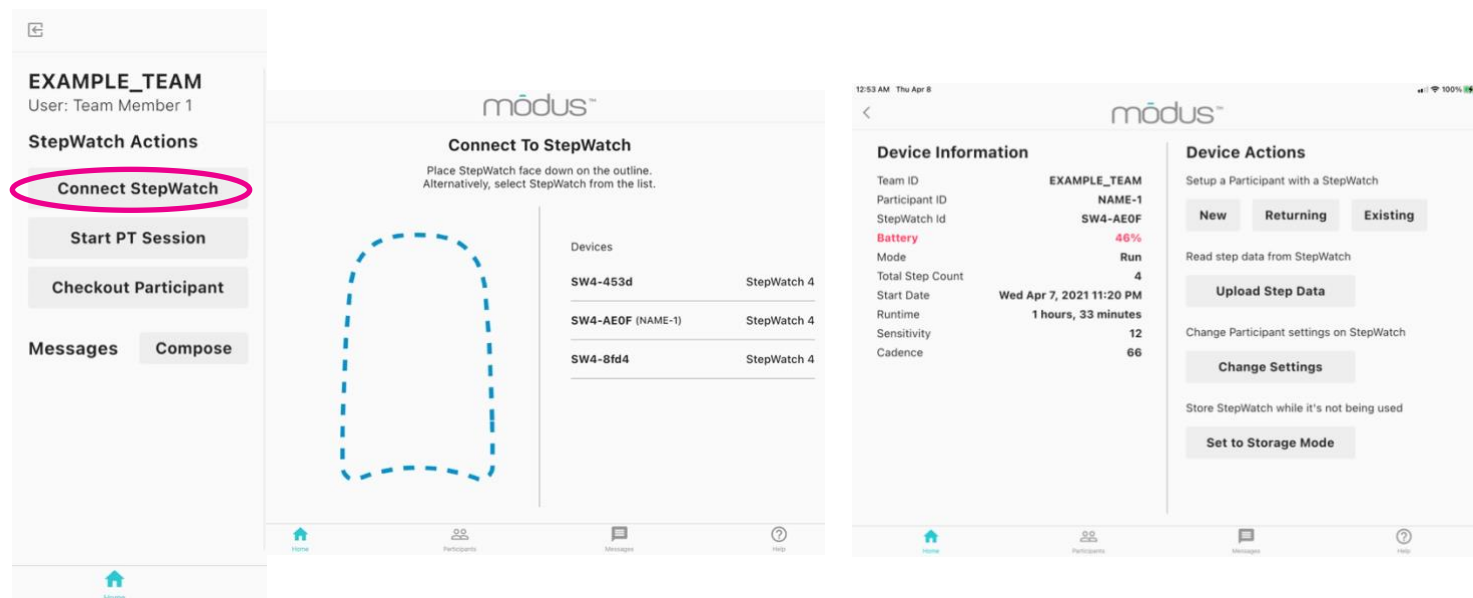 EXAMPLE_TEAM
User: Team Member 1
StepWatch Actions
Connect StepWatch
Start PT Session
Checkout Participant
Messages Compose
Home
mōdus™
Connect To StepWatch
Place StepWatch face down on the outline.
Alternatively, select StepWatch from the list.
Devices
SW4-453d StepWatch 4
SW4-AE0F (NAME-1) StepWatch 4
SW4-8fd4 StepWatch 4
Home Participants Messages Help
12:53 AM Thu Apr 8 100%
mōdus™
Device Information
Team ID EXAMPLE_TEAM
Participant ID NAME-1
StepWatch Id SW4-AE0F
Battery 46%
Mode Run
Total Step Count 4
Start Date Wed Apr 7, 2021 11:20 PM
Runtime 1 hours, 33 minutes
Sensitivity 12
Cadence 66
Device Actions
Setup a Participant with a StepWatch
New Returning Existing
Read step data from StepWatch
Upload Step Data
Change Participant settings on StepWatch
Change Settings
Store StepWatch while it's not being used
Set to Storage Mode
Home Participants Messages Help